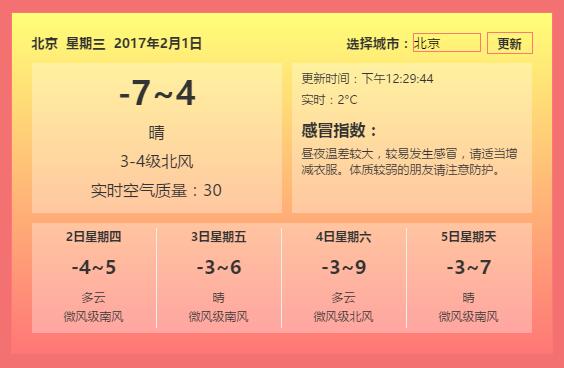 北京 星期三 2017年2月1日
选择城市：北京 更新
-7~4
晴
3-4级北风
实时空气质量：30
更新时间：下午12:29:44
实时：2°C
感冒指数：
昼夜温差较大，较易发生感冒，请适当增
减衣服。体质较弱的朋友请注意防护。
2日星期四
-4~5
多云
微风级南风
3日星期五
-3~6
晴
微风级南风
4日星期六
-3~9
多云
微风级北风
5日星期天
-3~7
晴
微风级南风